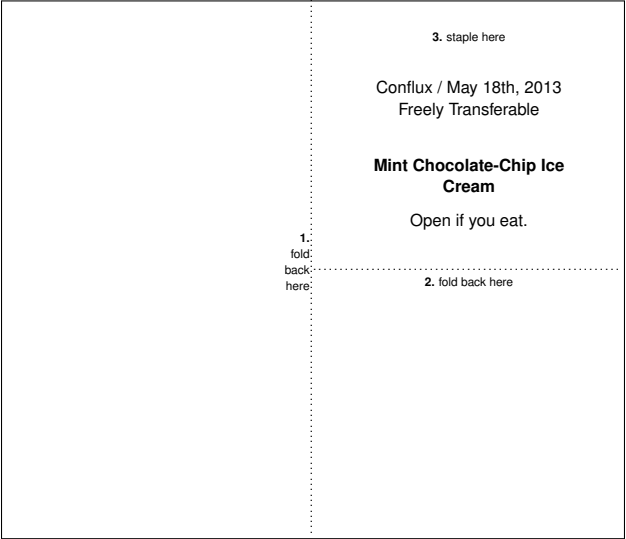 3. staple here
Conflux / May 18th, 2013
Freely Transferable
Mint Chocolate-Chip Ice
Cream
Open if you eat.
1.
fold
back
here
2. fold back here